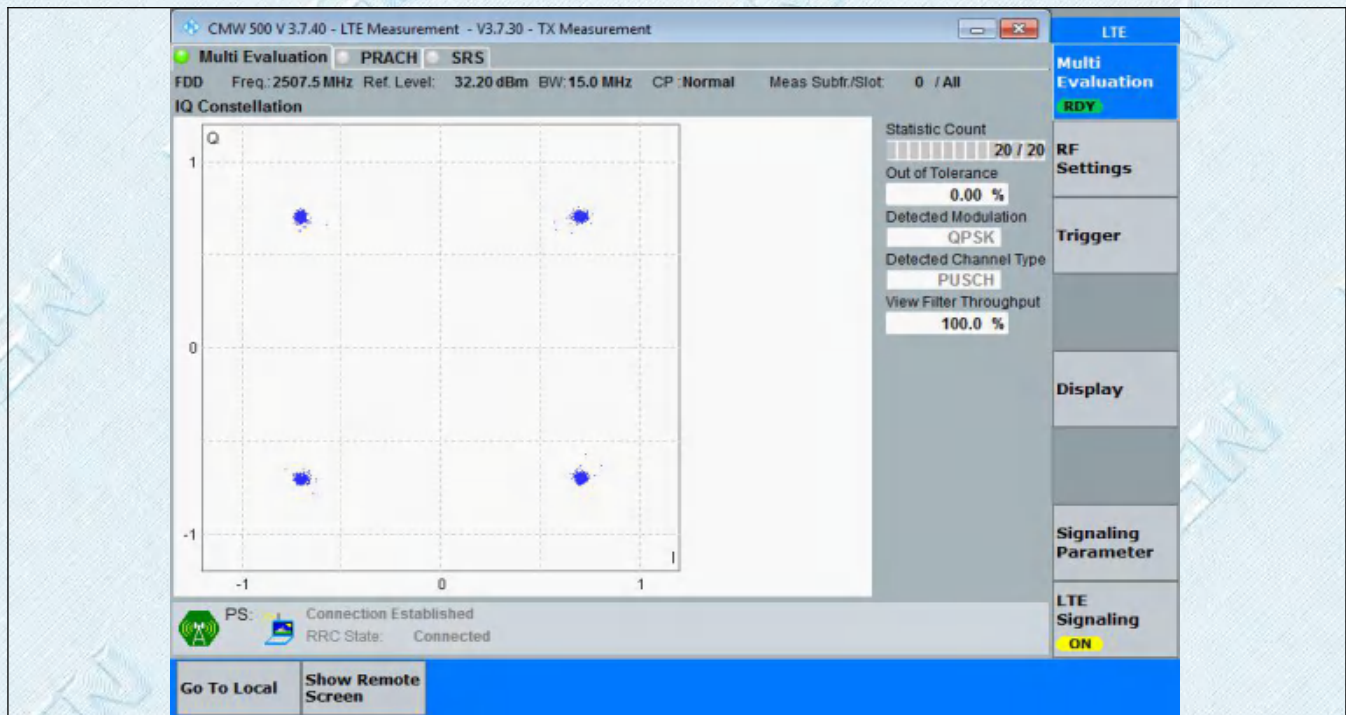 CMW 500 V 3.7.40 - LTE Measurement - V3.7.30 - TX Measurement
LTE
Multi Evaluation PRACH SRS
FDD Freq.: 2507.5 MHz Ref. Level: 32.20 dBm BW: 15.0 MHz CP : Normal Meas Subfr./Slot: 0 / All
IQ Constellation
Q
1
0
-1
-1 0 1
I
Statistic Count
20 / 20
Out of Tolerance
0.00 %
Detected Modulation
QPSK
Detected Channel Type
PUSCH
View Filter Throughput
100.0 %
Multi
Evaluation
RDY
RF
Settings
Trigger
Display
Signaling
Parameter
LTE
Signaling
ON
PS: Connection Established
RRC State: Connected
Go To Local
Show Remote
Screen